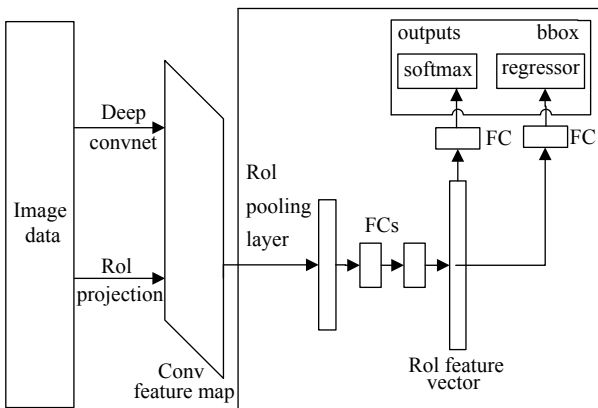 outputs
bbox
softmax
regressor
Deep
convnet
FC
FC
Image
data
RoI
pooling
layer
FCs
RoI
projection
Conv
feature map
RoI feature
vector